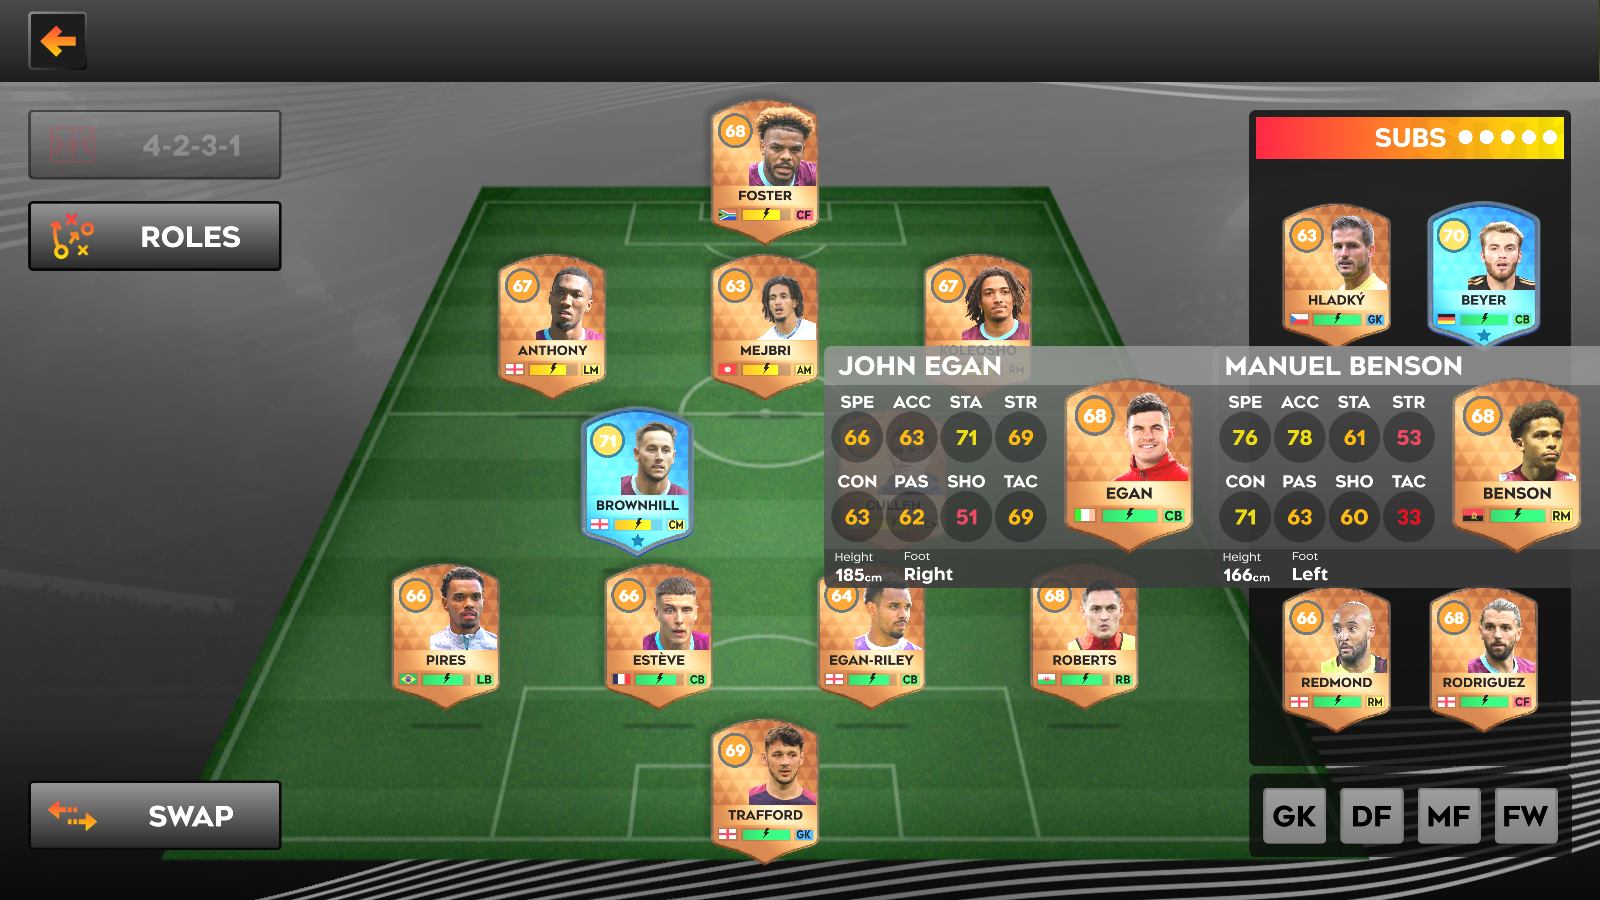 4-2-3-1
ROLES
SWAP
68
FOSTER
CF
67
ANTHONY
LM
63
MEJBRI
AM
67
KOLEOSHO
RM
71
BROWNHILL
CM
CULLEN
CM
66
PIRES
LB
66
ESTÈVE
CB
64
EGAN-RILEY
CB
68
ROBERTS
RB
69
TRAFFORD
GK
SUBS
63
HLADKÝ
GK
70
BEYER
CB
JOHN EGAN
SPE ACC STA STR
66 63 71 69
CON PAS SHO TAC
63 62 51 69
Height Foot
185cm Right
68
EGAN
CB
MANUEL BENSON
SPE ACC STA STR
76 78 61 53
CON PAS SHO TAC
71 63 60 33
Height Foot
166cm Left
68
BENSON
RM
66
REDMOND
RM
68
RODRIGUEZ
CF
GK DF MF FW